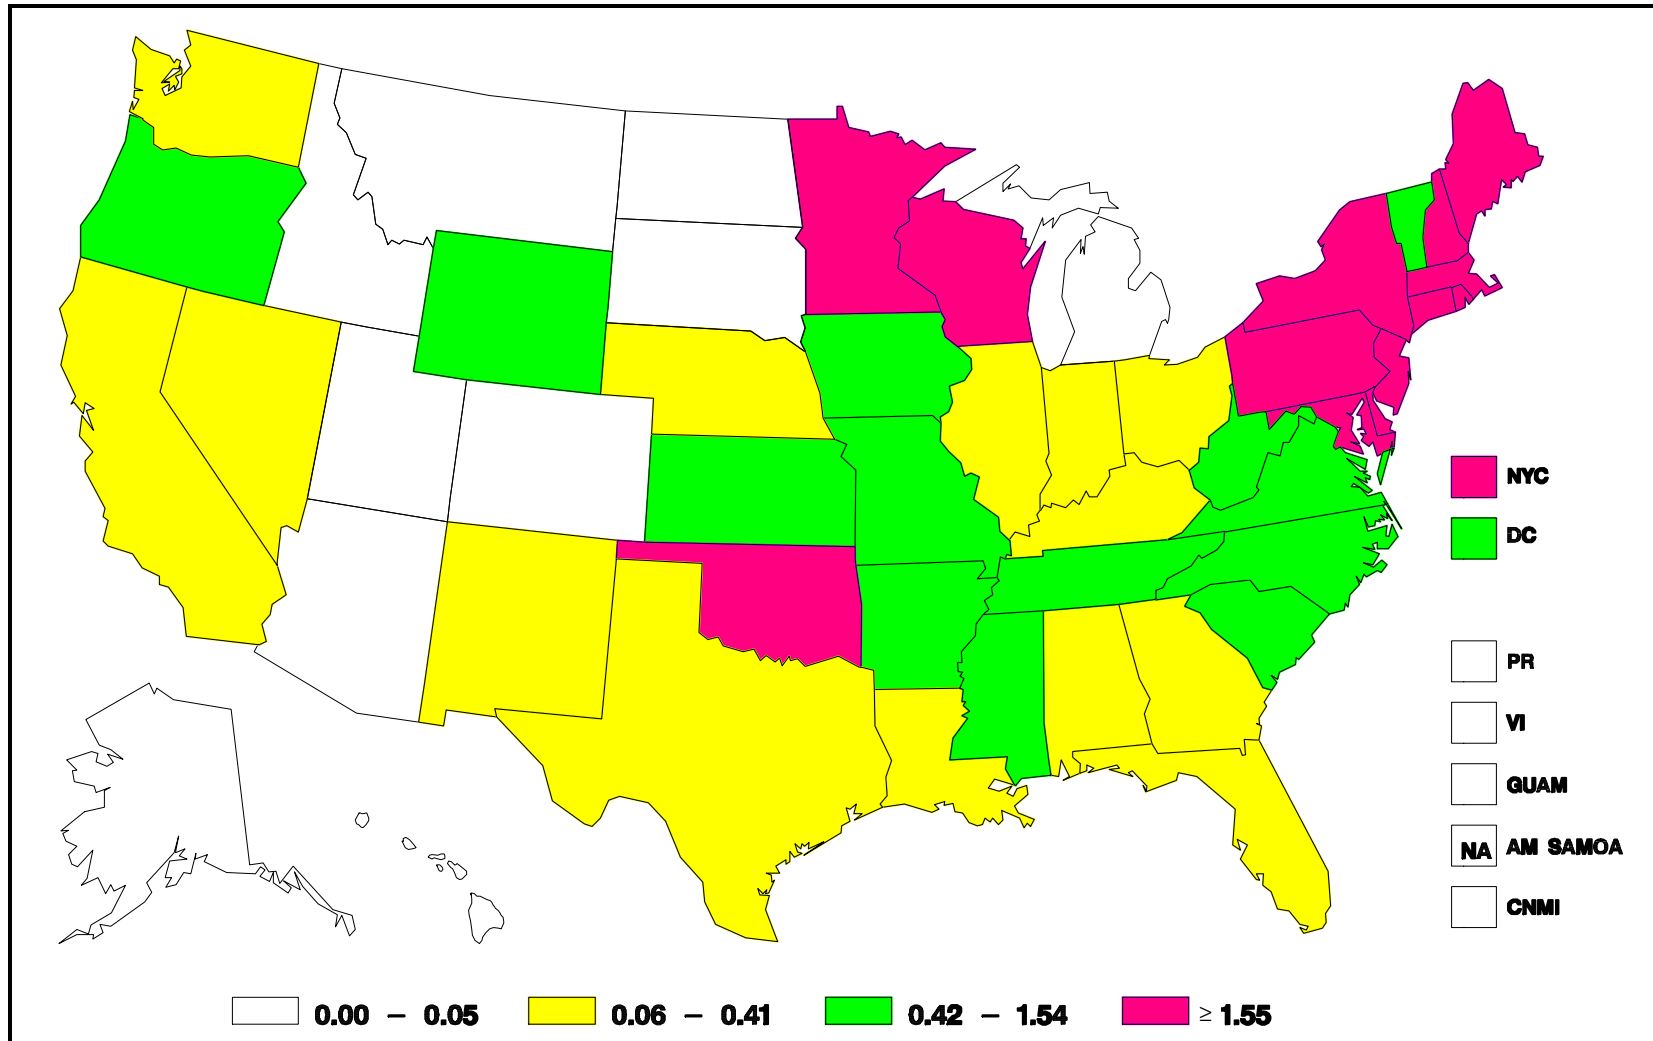 NYC
DC
PR
VI
GUAM
NA AM SAMOA
CNMI
0.00 – 0.05 0.06 – 0.41 0.42 – 1.54 ≥ 1.55